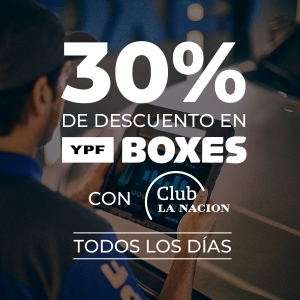 30%
DE DESCUENTO EN
YPF BOXES
CON Club
LA NACION
TODOS LOS DÍAS